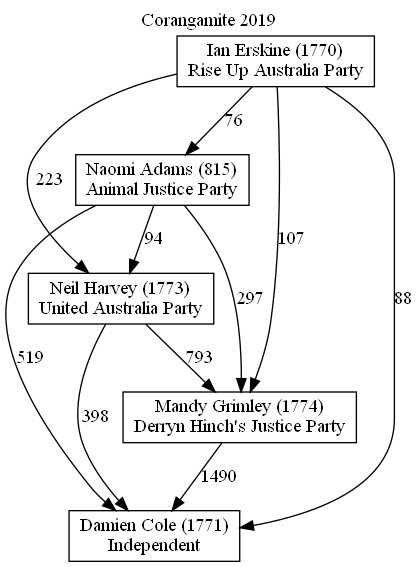 Corangamite 2019
Ian Erskine (1770)
Rise Up Australia Party
76
Naomi Adams (815)
Animal Justice Party
223
94
107
297
88
Neil Harvey (1773)
United Australia Party
519
793
398
Mandy Grimley (1774)
Derryn Hinch's Justice Party
1490
Damien Cole (1771)
Independent